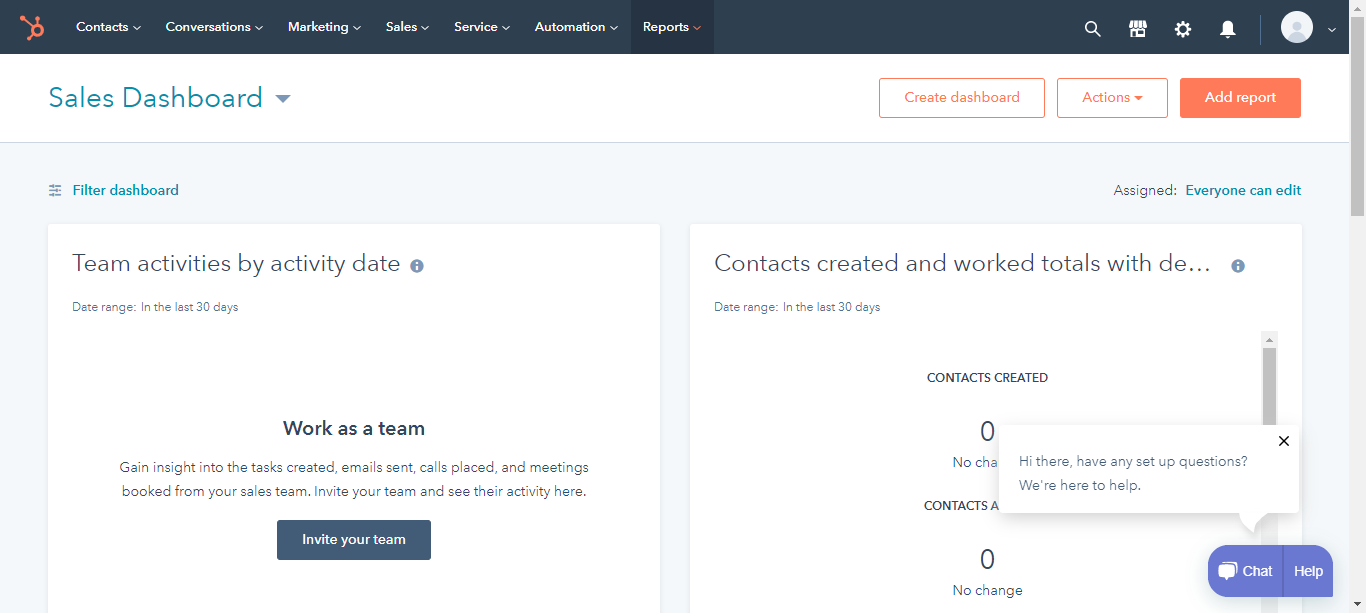 Contacts Conversations Marketing Sales Service Automation Reports
Sales Dashboard
Create dashboard
Actions
Add report
Filter dashboard
Assigned: Everyone can edit
Team activities by activity date
Date range: In the last 30 days
Work as a team
Gain insight into the tasks created, emails sent, calls placed, and meetings
booked from your sales team. Invite your team and see their activity here.
Invite your team
Contacts created and worked totals with de...
Date range: In the last 30 days
CONTACTS CREATED
0
No cha
CONTACTS A
0
No change
Hi there, have any set up questions?
We're here to help.
Chat
Help